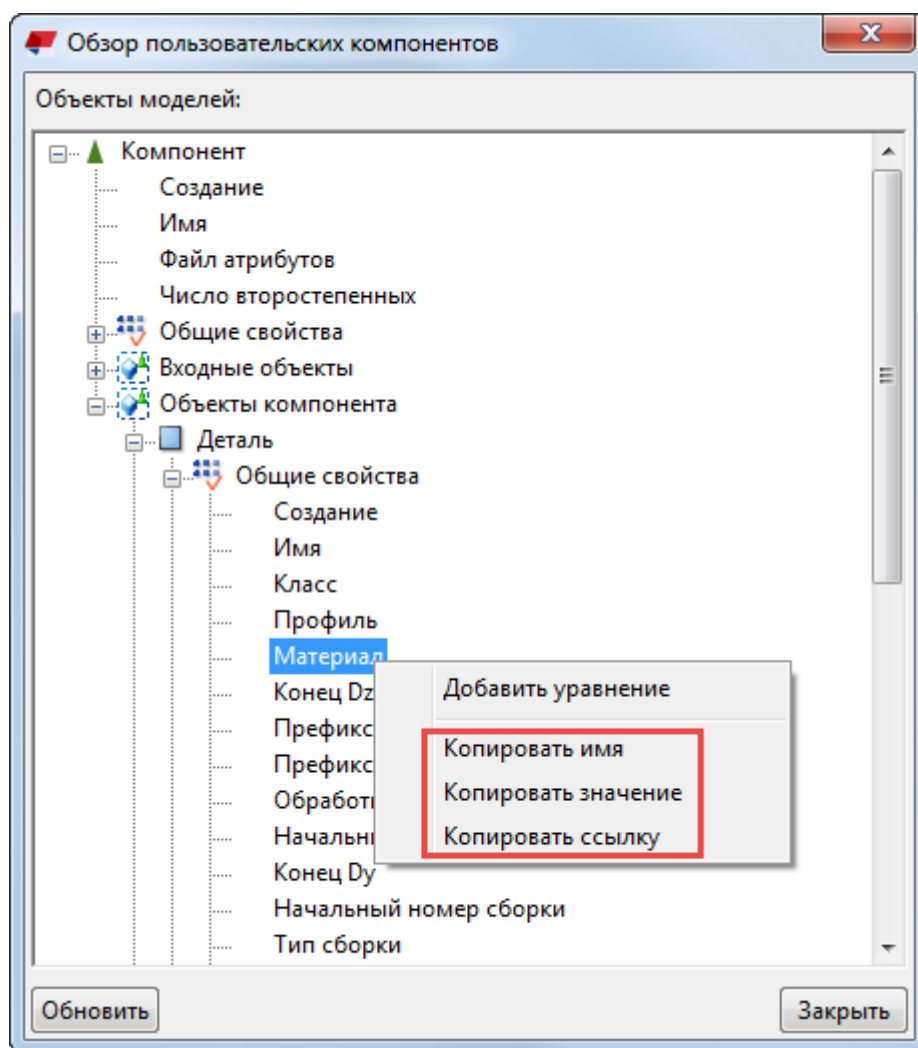 Обзор пользовательских компонентов
Объекты моделей:
Компонент
Создание
Имя
Файл атрибутов
Число второстепенных
Общие свойства
Входные объекты
Объекты компонента
Деталь
Общие свойства
Создание
Имя
Класс
Профиль
Материал
Добавить уравнение
Конец Dz
Префикс
Копировать имя
Префикс
Копировать значение
Обработ
Начальн
Копировать ссылку
Конец Dy
Начальный номер сборки
Тип сборки
Обновить Закрыть